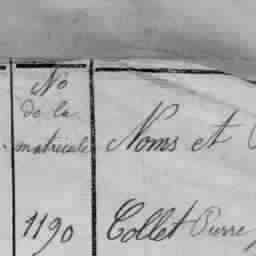 No
de la
matricule
Noms et
1190
Collet Pierre